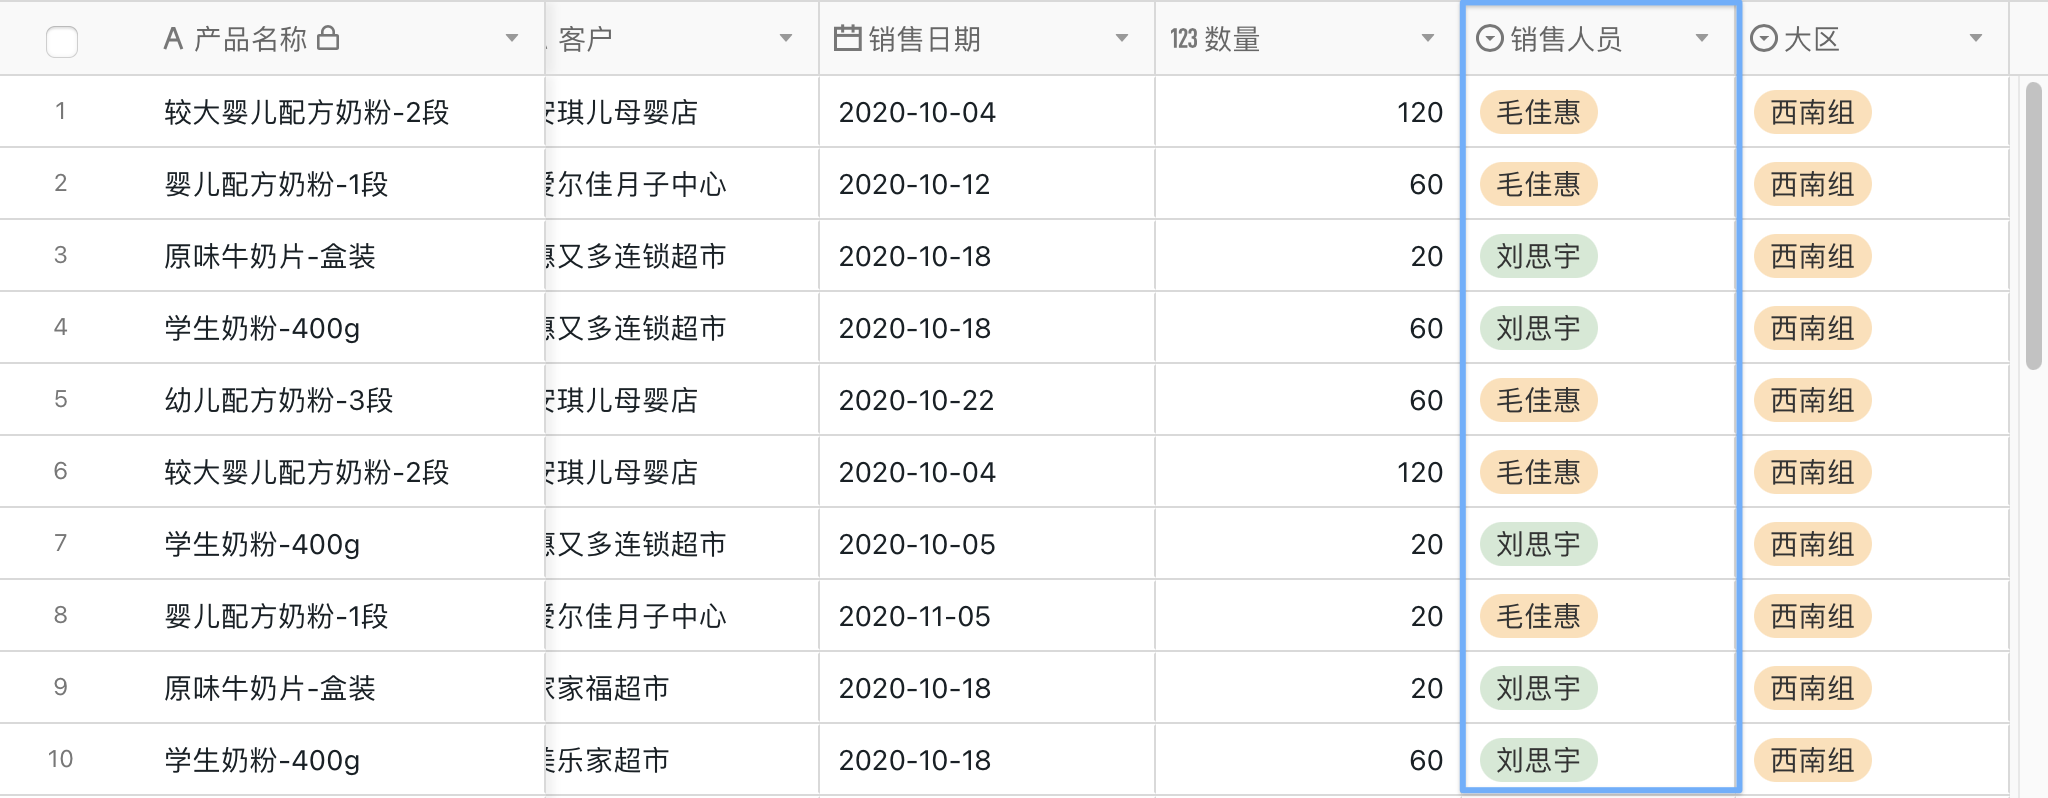 产品名称 客户 销售日期 123 数量 销售人员 大区
1 较大婴儿配方奶粉-2段 琪儿母婴店 2020-10-04 120 毛佳惠 西南组
2 婴儿配方奶粉-1段 尔佳月子中心 2020-10-12 60 毛佳惠 西南组
3 原味牛奶片-盒装 又多连锁超市 2020-10-18 20 刘思宇 西南组
4 学生奶粉-400g 又多连锁超市 2020-10-18 60 刘思宇 西南组
5 幼儿配方奶粉-3段 琪儿母婴店 2020-10-22 60 毛佳惠 西南组
6 较大婴儿配方奶粉-2段 琪儿母婴店 2020-10-04 120 毛佳惠 西南组
7 学生奶粉-400g 又多连锁超市 2020-10-05 20 刘思宇 西南组
8 婴儿配方奶粉-1段 尔佳月子中心 2020-11-05 20 毛佳惠 西南组
9 原味牛奶片-盒装 家福超市 2020-10-18 20 刘思宇 西南组
10 学生奶粉-400g 乐家超市 2020-10-18 60 刘思宇 西南组